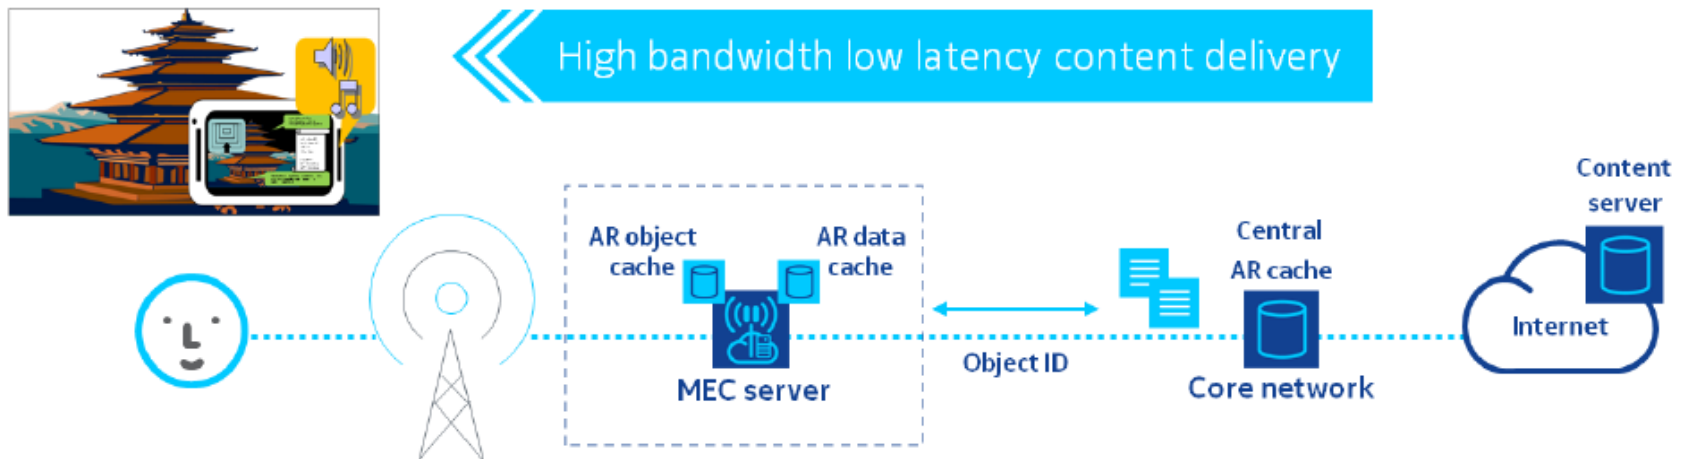 High bandwidth low latency content delivery
Content
server
AR object
cache
AR data
cache
Central
AR cache
Internet
Object ID
MEC server
Core network